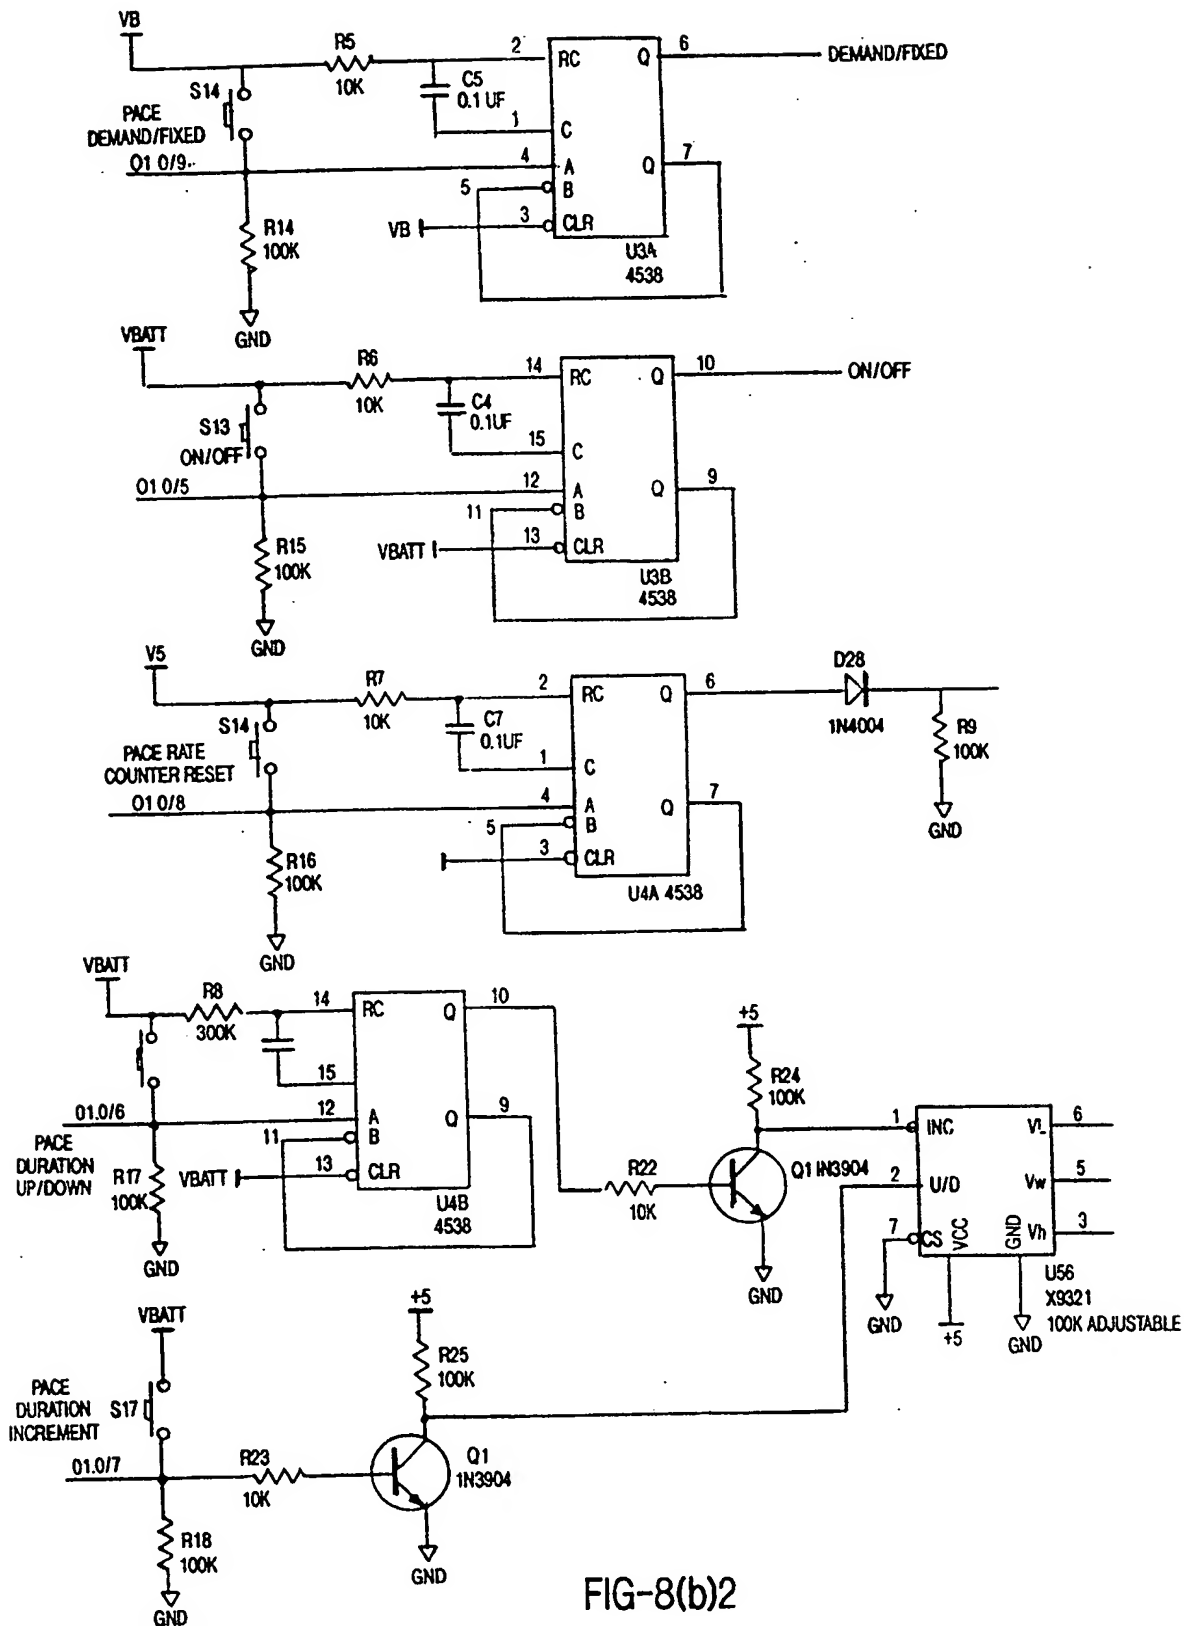 VB
R5
10K
2
RC
Q
6
DEMAND/FIXED
S14
C5
0.1 UF
PACE
DEMAND/FIXED
1
C
01 0/9
4
A
Q
7
5
B
VB
3
CLR
R14
100K
U3A
4538
GND
VBATT
R6
10K
14
RC
Q
10
ON/OFF
C4
0.1UF
S13
ON/OFF
15
C
01 0/5
12
A
Q
9
11
B
VBATT
13
CLR
R15
100K
U3B
4538
GND
V5
R7
10K
2
RC
Q
6
D28
1N4004
S14
C7
0.1UF
R9
100K
PACE RATE
COUNTER RESET
1
C
01 0/8
4
A
Q
7
5
B
GND
3
CLR
R16
100K
U4A 4538
GND
VBATT
R8
300K
14
RC
Q
10
+5
15
R24
100K
01.0/6
12
A
Q
9
1
INC
VL
6
11
B
PACE
DURATION
UP/DOWN
R17
100K
VBATT
13
CLR
R22
10K
Q1 IN3904
2
U/D
Vw
5
U4B
4538
7
CS
VCC
GND
Vh
3
GND
GND
U56
X9321
100K ADJUSTABLE
GND
+5
GND
VBATT
+5
R25
100K
PACE
DURATION
INCREMENT
S17
01.0/7
R23
10K
Q1
1N3904
R18
100K
GND
GND
FIG-8(b)2